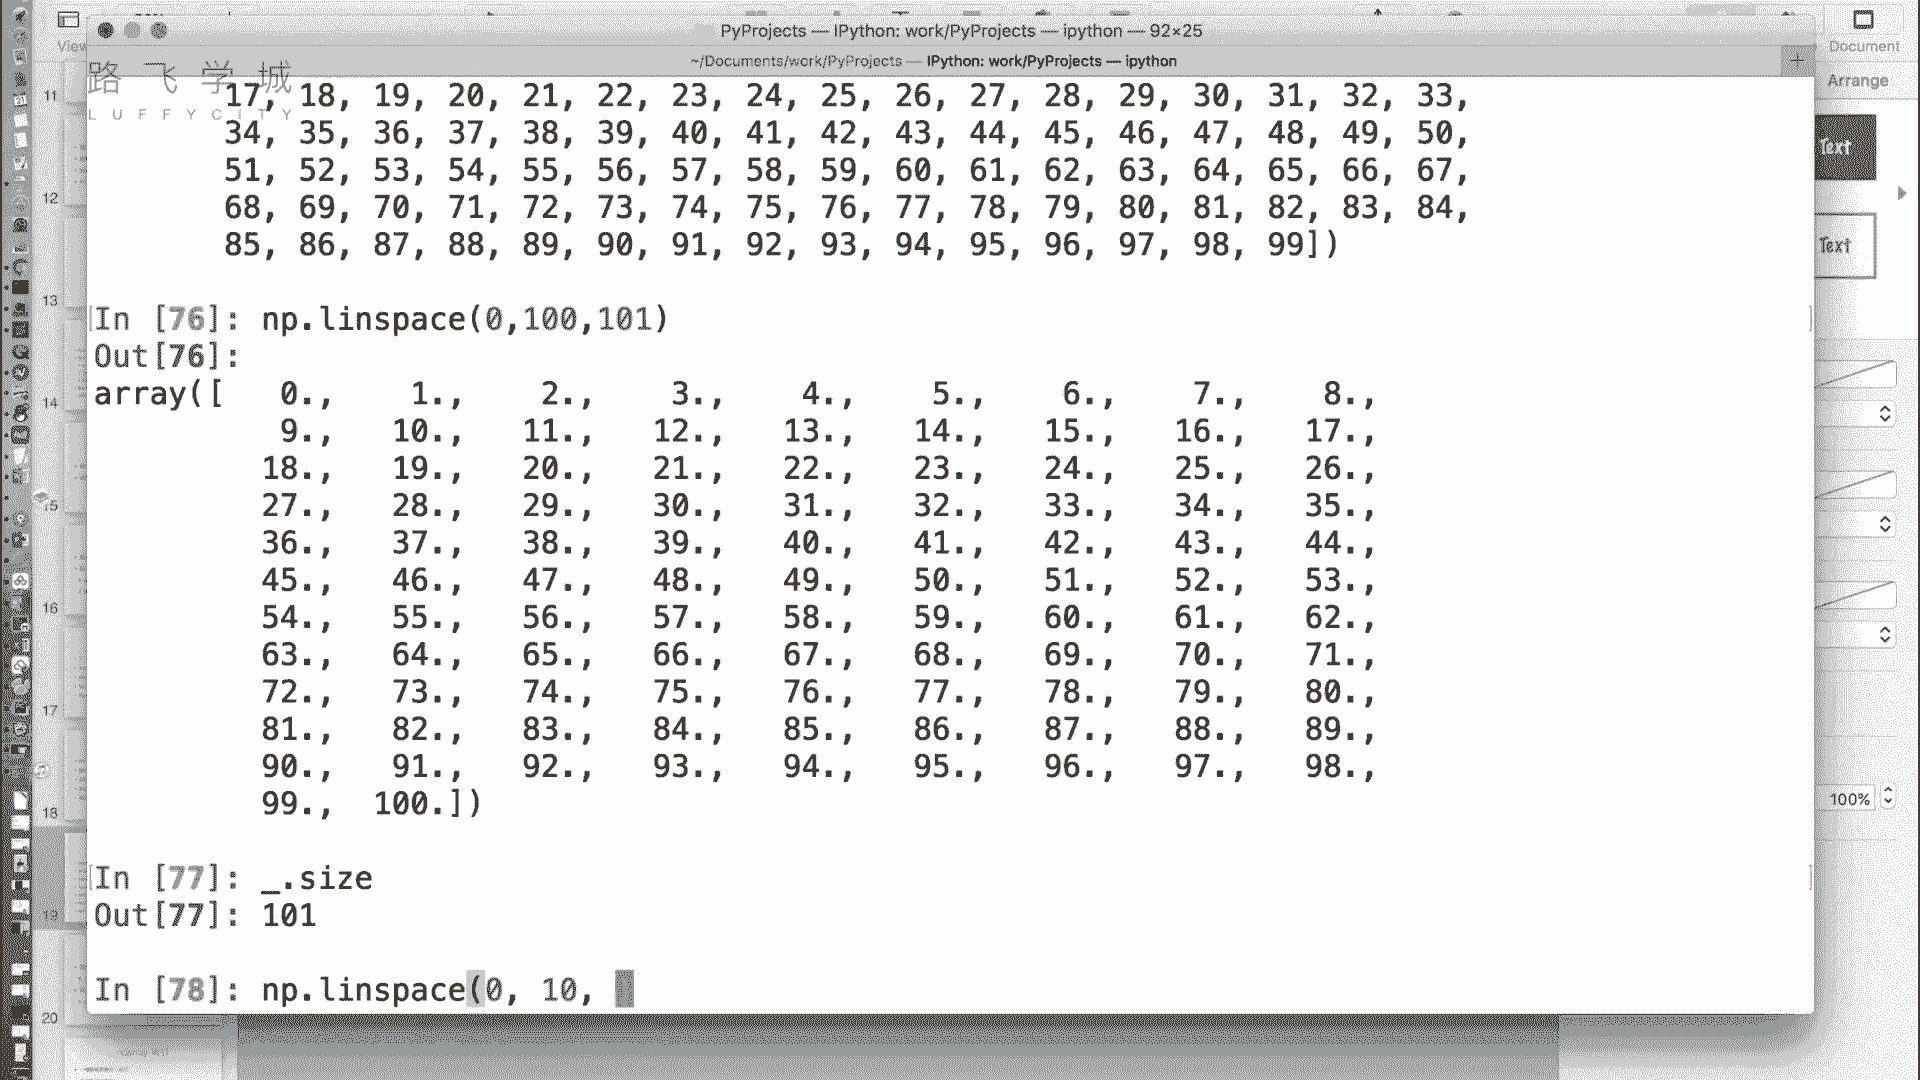 PyProjects — IPython: work/PyProjects — ipython — 92×25
View
Document
~/Documents/work/PyProjects — IPython: work/PyProjects — ipython
+
Arrange
路飞学城
LUFFYCITY
17, 18, 19, 20, 21, 22, 23, 24, 25, 26, 27, 28, 29, 30, 31, 32, 33,
34, 35, 36, 37, 38, 39, 40, 41, 42, 43, 44, 45, 46, 47, 48, 49, 50,
51, 52, 53, 54, 55, 56, 57, 58, 59, 60, 61, 62, 63, 64, 65, 66, 67,
68, 69, 70, 71, 72, 73, 74, 75, 76, 77, 78, 79, 80, 81, 82, 83, 84,
85, 86, 87, 88, 89, 90, 91, 92, 93, 94, 95, 96, 97, 98, 99])
In [76]: np.linspace(0,100,101)
Out[76]:
array([   0.,    1.,    2.,    3.,    4.,    5.,    6.,    7.,    8.,
9.,   10.,   11.,   12.,   13.,   14.,   15.,   16.,   17.,
18.,   19.,   20.,   21.,   22.,   23.,   24.,   25.,   26.,
27.,   28.,   29.,   30.,   31.,   32.,   33.,   34.,   35.,
36.,   37.,   38.,   39.,   40.,   41.,   42.,   43.,   44.,
45.,   46.,   47.,   48.,   49.,   50.,   51.,   52.,   53.,
54.,   55.,   56.,   57.,   58.,   59.,   60.,   61.,   62.,
63.,   64.,   65.,   66.,   67.,   68.,   69.,   70.,   71.,
72.,   73.,   74.,   75.,   76.,   77.,   78.,   79.,   80.,
81.,   82.,   83.,   84.,   85.,   86.,   87.,   88.,   89.,
90.,   91.,   92.,   93.,   94.,   95.,   96.,   97.,   98.,
99.,  100.])
In [77]: _.size
Out[77]: 101
In [78]: np.linspace(0, 10,
11
12
13
14
15
16
17
18
19
20
Text
Text
100%